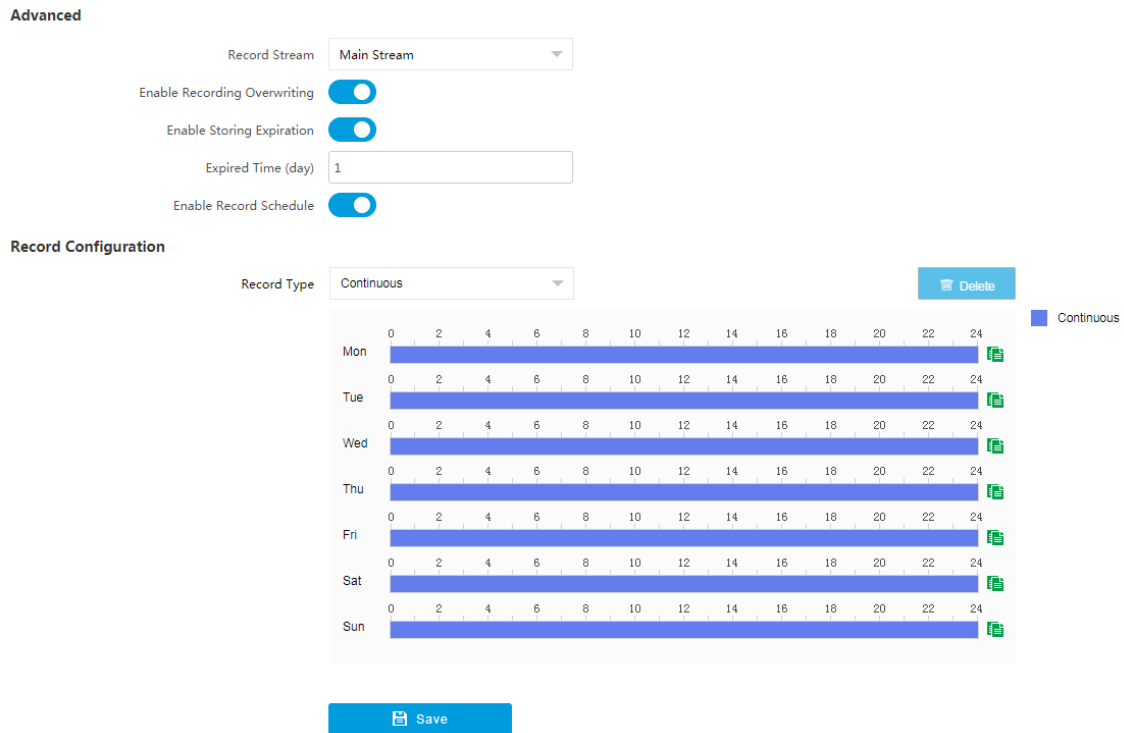 Advanced
Record Stream Main Stream
Enable Recording Overwriting
Enable Storing Expiration
Expired Time (day) 1
Enable Record Schedule
Record Configuration
Record Type Continuous Delete
Continuous
0 2 4 6 8 10 12 14 16 18 20 22 24
Mon
0 2 4 6 8 10 12 14 16 18 20 22 24
Tue
0 2 4 6 8 10 12 14 16 18 20 22 24
Wed
0 2 4 6 8 10 12 14 16 18 20 22 24
Thu
0 2 4 6 8 10 12 14 16 18 20 22 24
Fri
0 2 4 6 8 10 12 14 16 18 20 22 24
Sat
0 2 4 6 8 10 12 14 16 18 20 22 24
Sun
Save